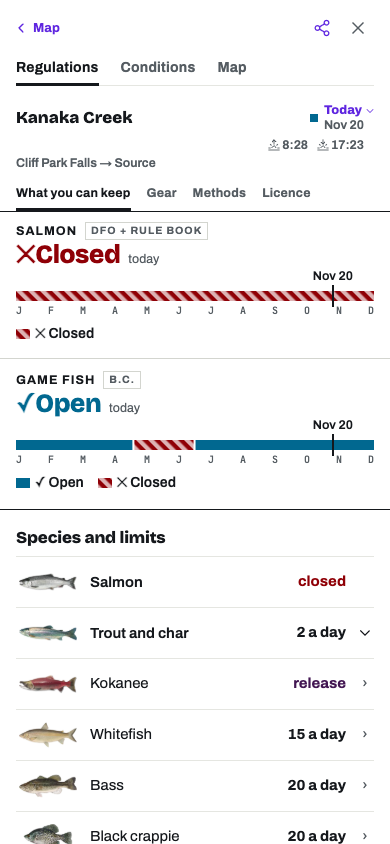 Map
Regulations Conditions Map
Kanaka Creek
Today
Nov 20
8:28 17:23
Cliff Park Falls → Source
What you can keep Gear Methods Licence
SALMON DFO + RULE BOOK
Closed today
Nov 20
J F M A M J J A S O N D
Closed
GAME FISH B.C.
Open today
Nov 20
J F M A M J J A S O N D
Open Closed
Species and limits
Salmon closed
Trout and char 2 a day
Kokanee release
Whitefish 15 a day
Bass 20 a day
Black crappie 20 a day